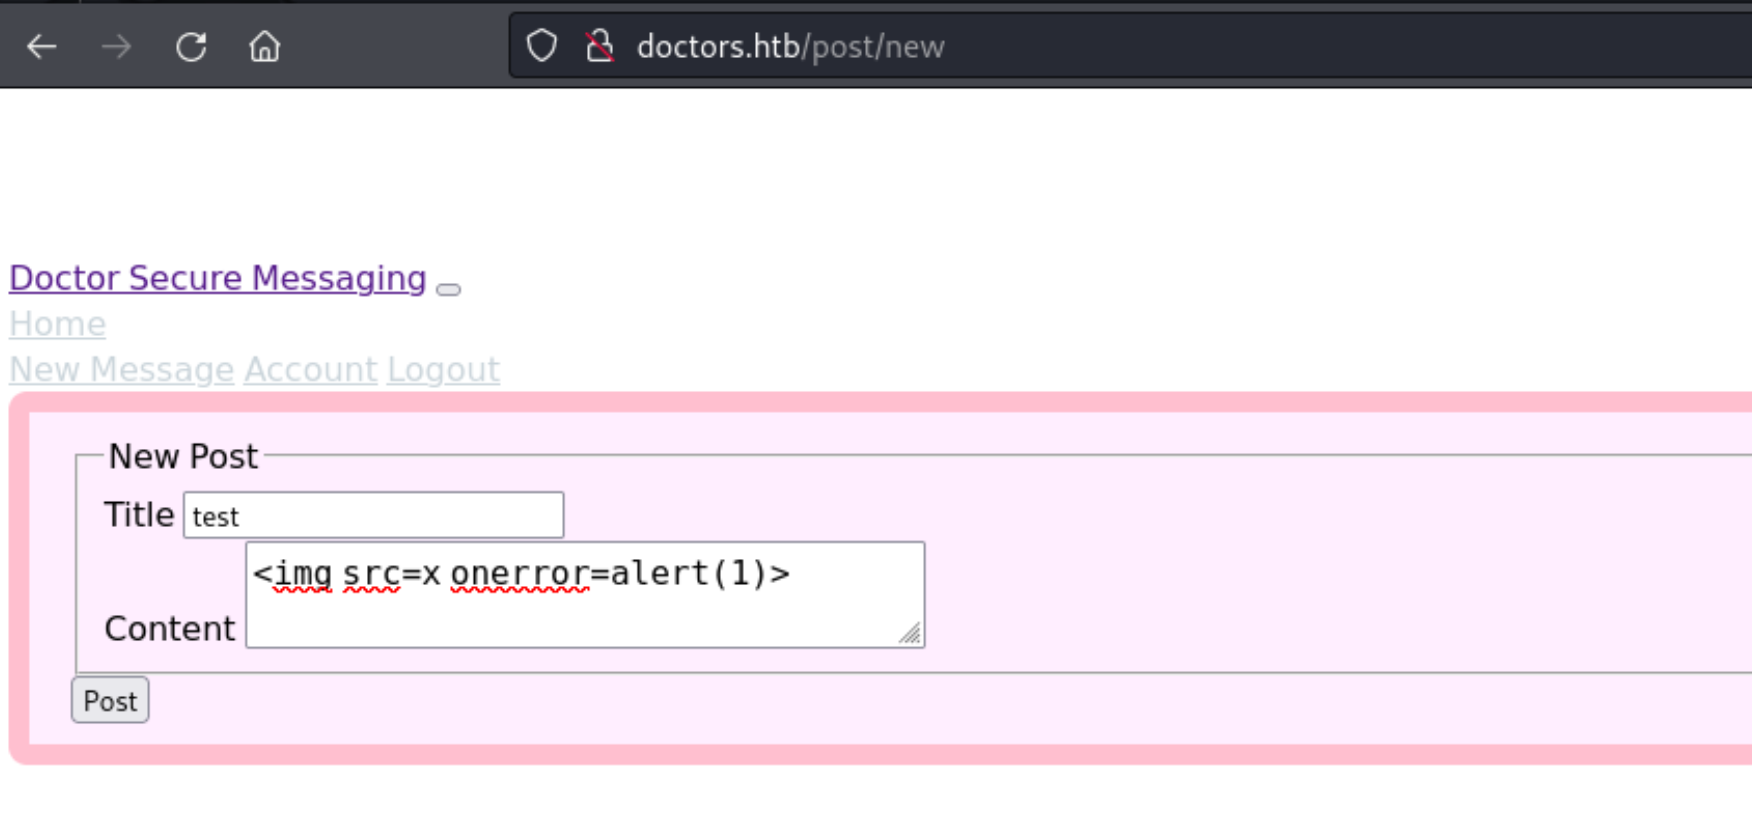 doctors.htb/post/new
Doctor Secure Messaging
Home
New Message Account Logout
New Post
Title test
<img src=x onerror=alert(1)>
Content
Post